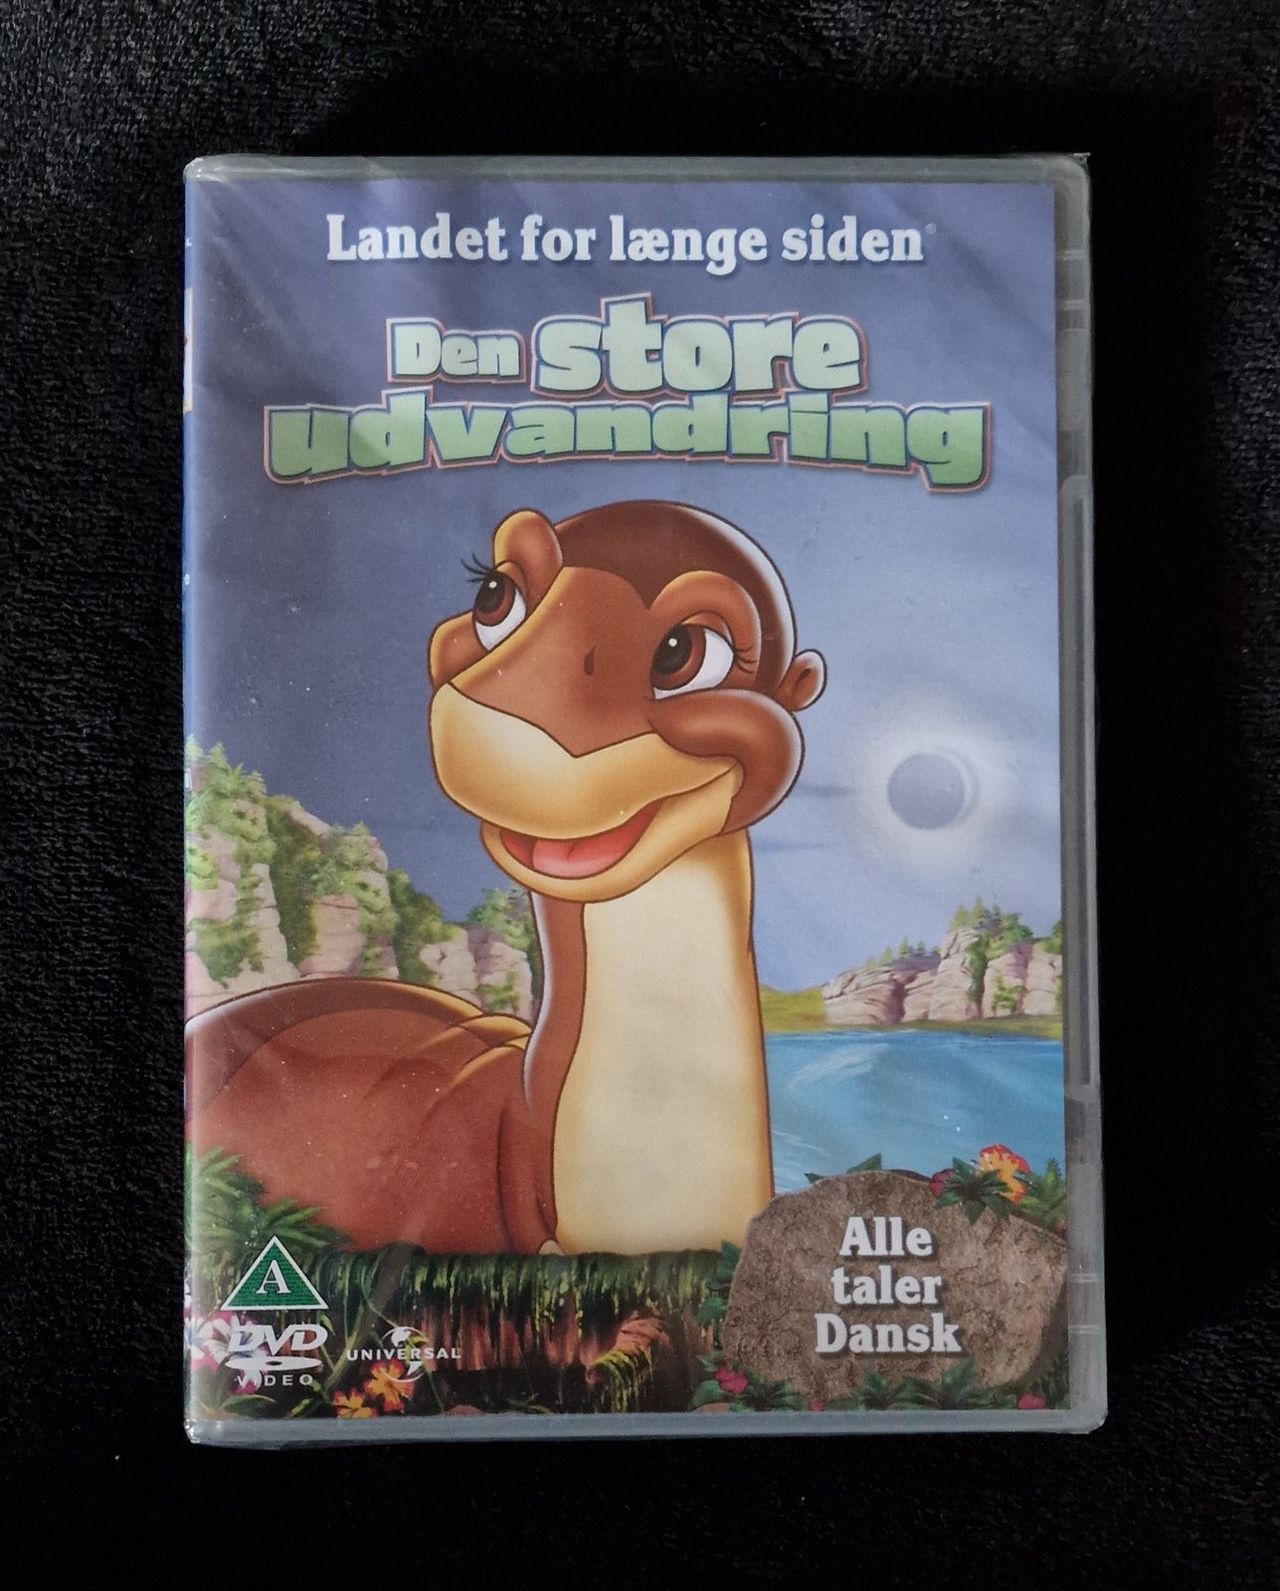 Landet for længe siden
Den store
udvandring
Alle
taler
Dansk
A
DVD
VIDEO
UNIVERSAL